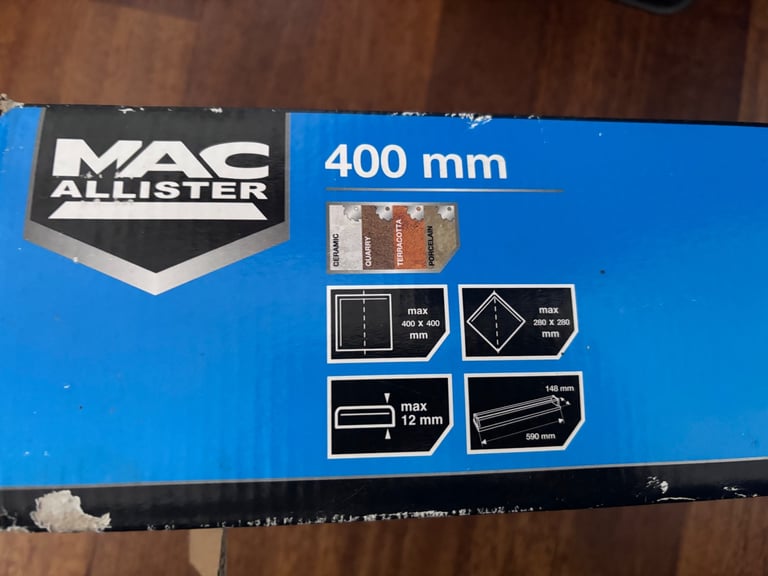 MAC
ALLISTER
400 mm
CERAMIC
QUARRY
TERRACOTTA
PORCELAIN
max
400 x 400
mm
max
280 x 280
mm
max
12 mm
148 mm
590 mm